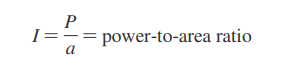 I = P/a = power-to-area ratio